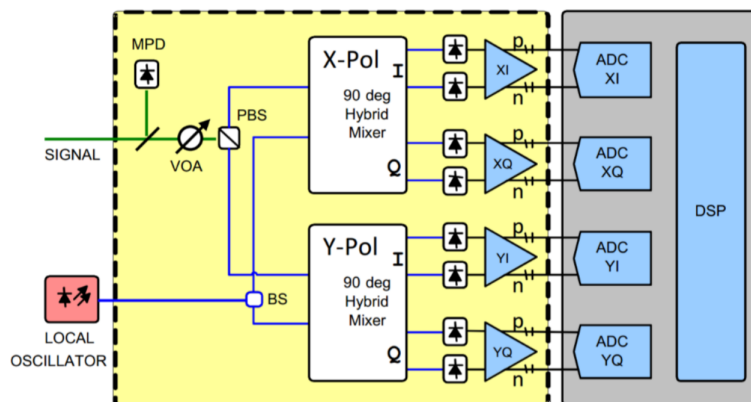 MPD
SIGNAL
VOA
PBS
BS
LOCAL
OSCILLATOR
X-Pol
I
90 deg
Hybrid
Mixer
Q
Y-Pol
I
90 deg
Hybrid
Mixer
Q
XI
p
n
XQ
p
n
YI
p
n
YQ
p
n
ADC
XI
ADC
XQ
ADC
YI
ADC
YQ
DSP